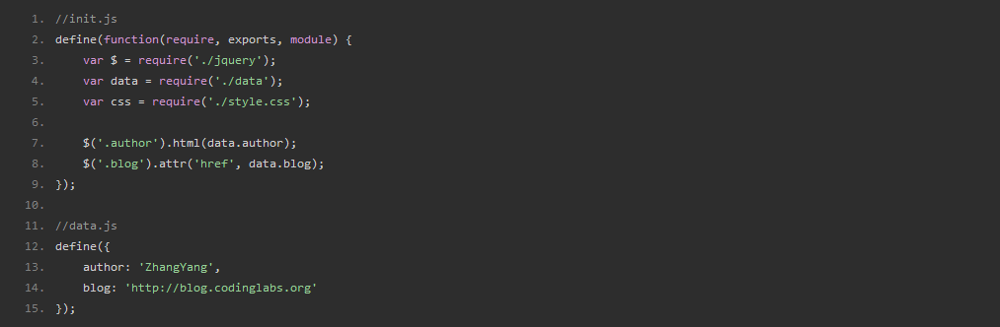 1. //init.js
2. define(function(require, exports, module) {
3.     var $ = require('./jquery');
4.     var data = require('./data');
5.     var css = require('./style.css');
6.
7.     $('.author').html(data.author);
8.     $('.blog').attr('href', data.blog);
9. });
10.
11. //data.js
12. define({
13.     author: 'ZhangYang',
14.     blog: 'http://blog.codinglabs.org'
15. });